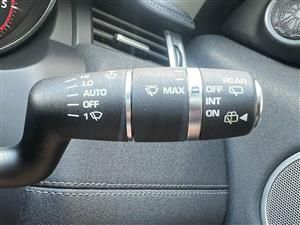 HI
LO
AUTO
OFF
1
MAX
REAR
OFF
INT
ON